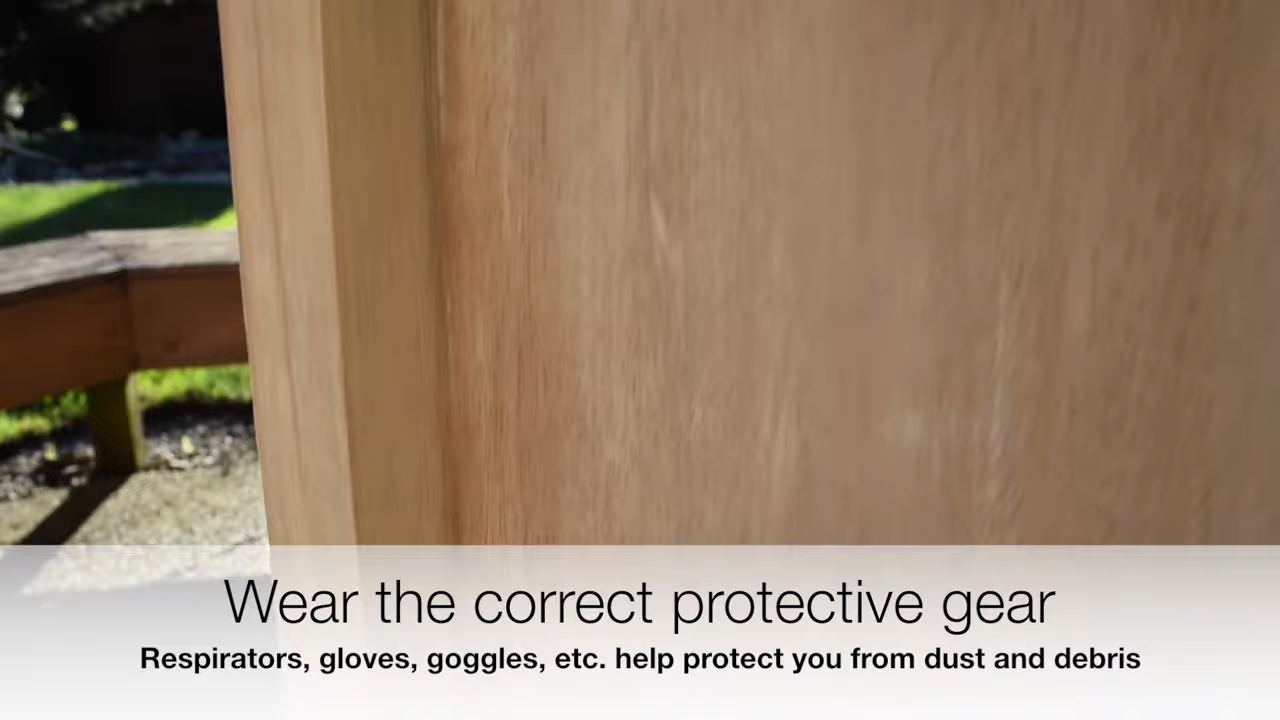 Wear the correct protective gear
Respirators, gloves, goggles, etc. help protect you from dust and debris